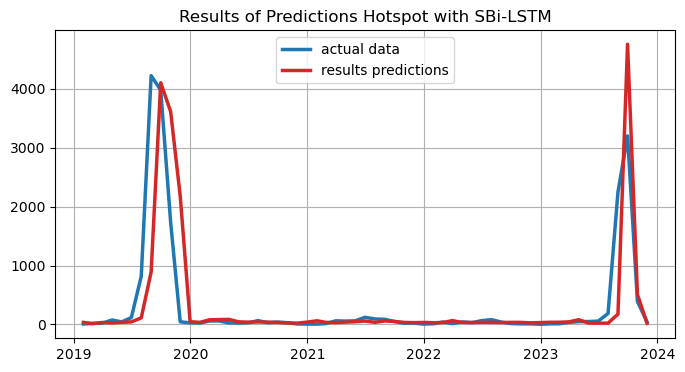 Results of Predictions Hotspot with SBi-LSTM
actual data
results predictions
4000
3000
2000
1000
0
2019 2020 2021 2022 2023 2024